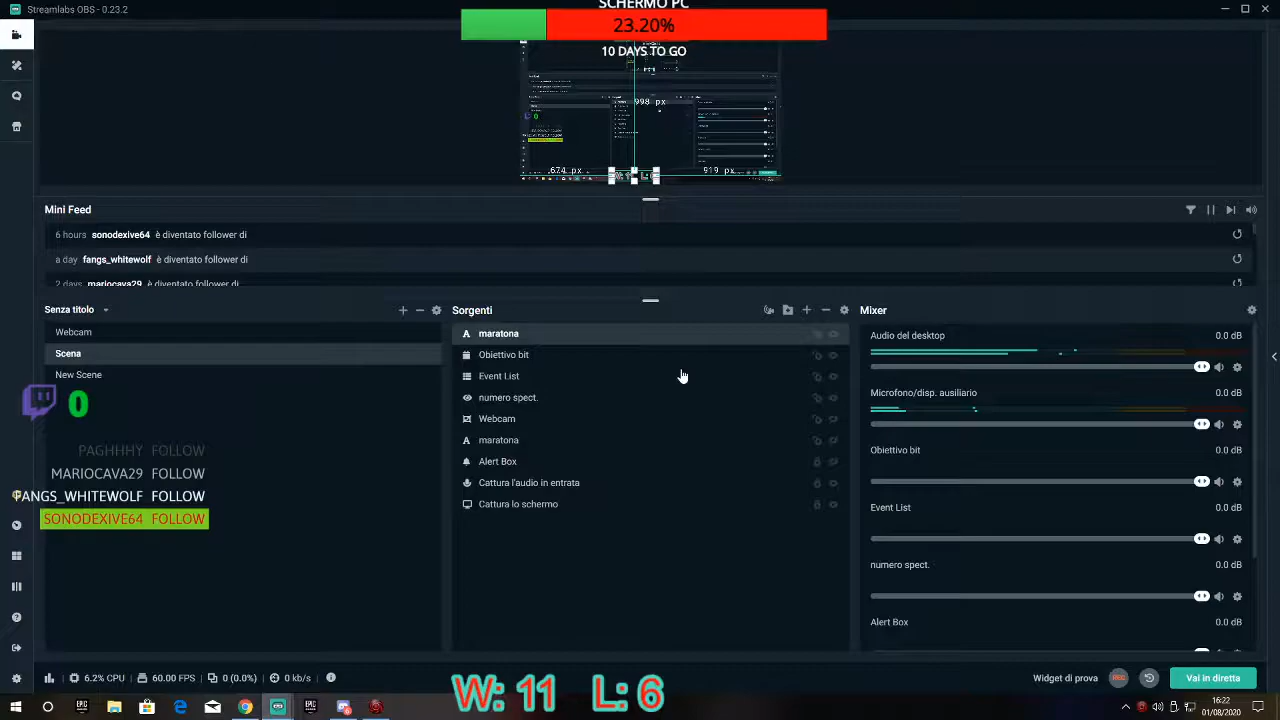 Streamlabs OBS - 0.23.2
SCHERMO PC
23.20%
10 DAYS TO GO
998 px
674 px
919 px
Mini Feed
6 hours sonodexive64 è diventato follower di
a day fangs_whitewolf è diventato follower di
2 days mariocava29 è diventato follower di
Senza titolo
Webcam
Scena
New Scene
0
PAGHHHY FOLLOW
MARIOCAVA29 FOLLOW
FANGS_WHITEWOLF FOLLOW
SONODEXIVE64 FOLLOW
Sorgenti
maratona
Obiettivo bit
Event List
numero spect.
Webcam
maratona
Alert Box
Cattura l'audio in entrata
Cattura lo schermo
Mixer
Audio del desktop 0.0 dB
Microfono/disp. ausiliario 0.0 dB
Obiettivo bit 0.0 dB
Event List 0.0 dB
numero spect. 0.0 dB
Alert Box 0.0 dB
6.2% CPU 60.00 FPS 0 (0.0%) 0 kb/s
Widget di prova REC Vai in diretta
W: 11 L: 6
16:22
01/09/2020